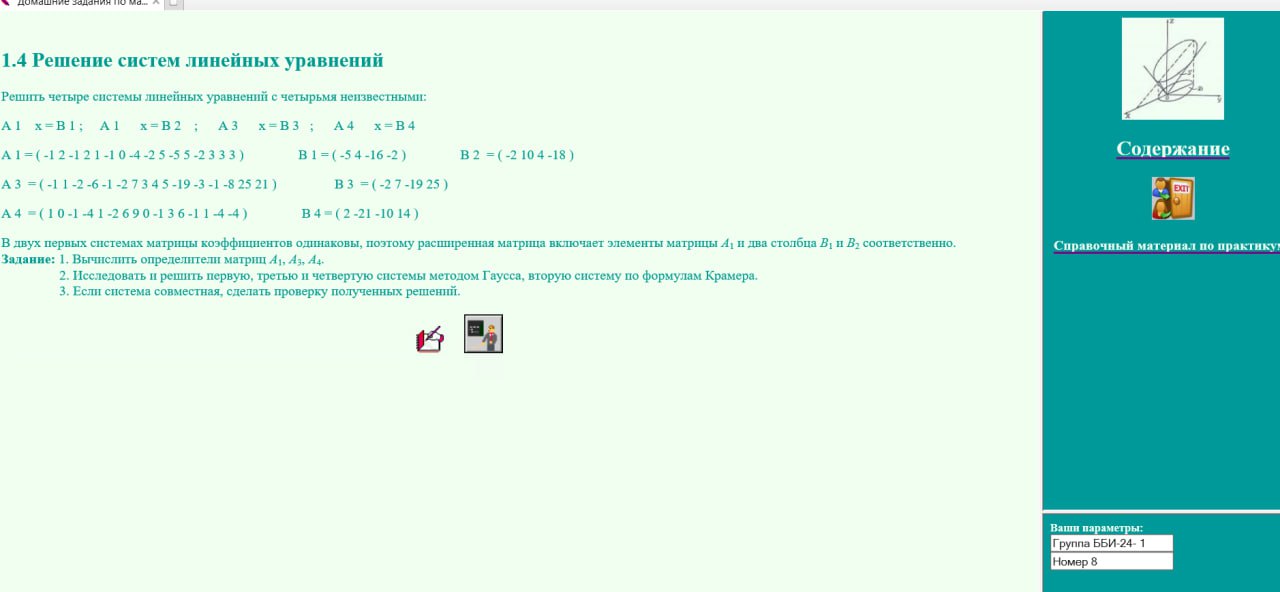 Домашние задания по ма...
1.4 Решение систем линейных уравнений
Решить четыре системы линейных уравнений с четырьмя неизвестными:
A 1 x = B 1 ; A 1 x = B 2 ; A 3 x = B 3 ; A 4 x = B 4
A 1 = ( -1 2 -1 2 1 -1 0 -4 -2 5 -5 5 -2 3 3 3 ) B 1 = ( -5 4 -16 -2 ) B 2 = ( -2 10 4 -18 )
A 3 = ( -1 1 -2 -6 -1 -2 7 3 4 5 -19 -3 -1 -8 25 21 ) B 3 = ( -2 7 -19 25 )
A 4 = ( 1 0 -1 -4 1 -2 6 9 0 -1 3 6 -1 1 -4 -4 ) B 4 = ( 2 -21 -10 14 )
В двух первых системах матрицы коэффициентов одинаковы, поэтому расширенная матрица включает элементы матрицы A1 и два столбца B1 и B2 соответственно.
Задание: 1. Вычислить определители матриц A1, A3, A4.
2. Исследовать и решить первую, третью и четвертую системы методом Гаусса, вторую систему по формулам Крамера.
3. Если система совместная, сделать проверку полученных решений.
Содержание
EXIT
Справочный материал по практикум
Ваши параметры:
Группа ББИ-24- 1
Номер 8